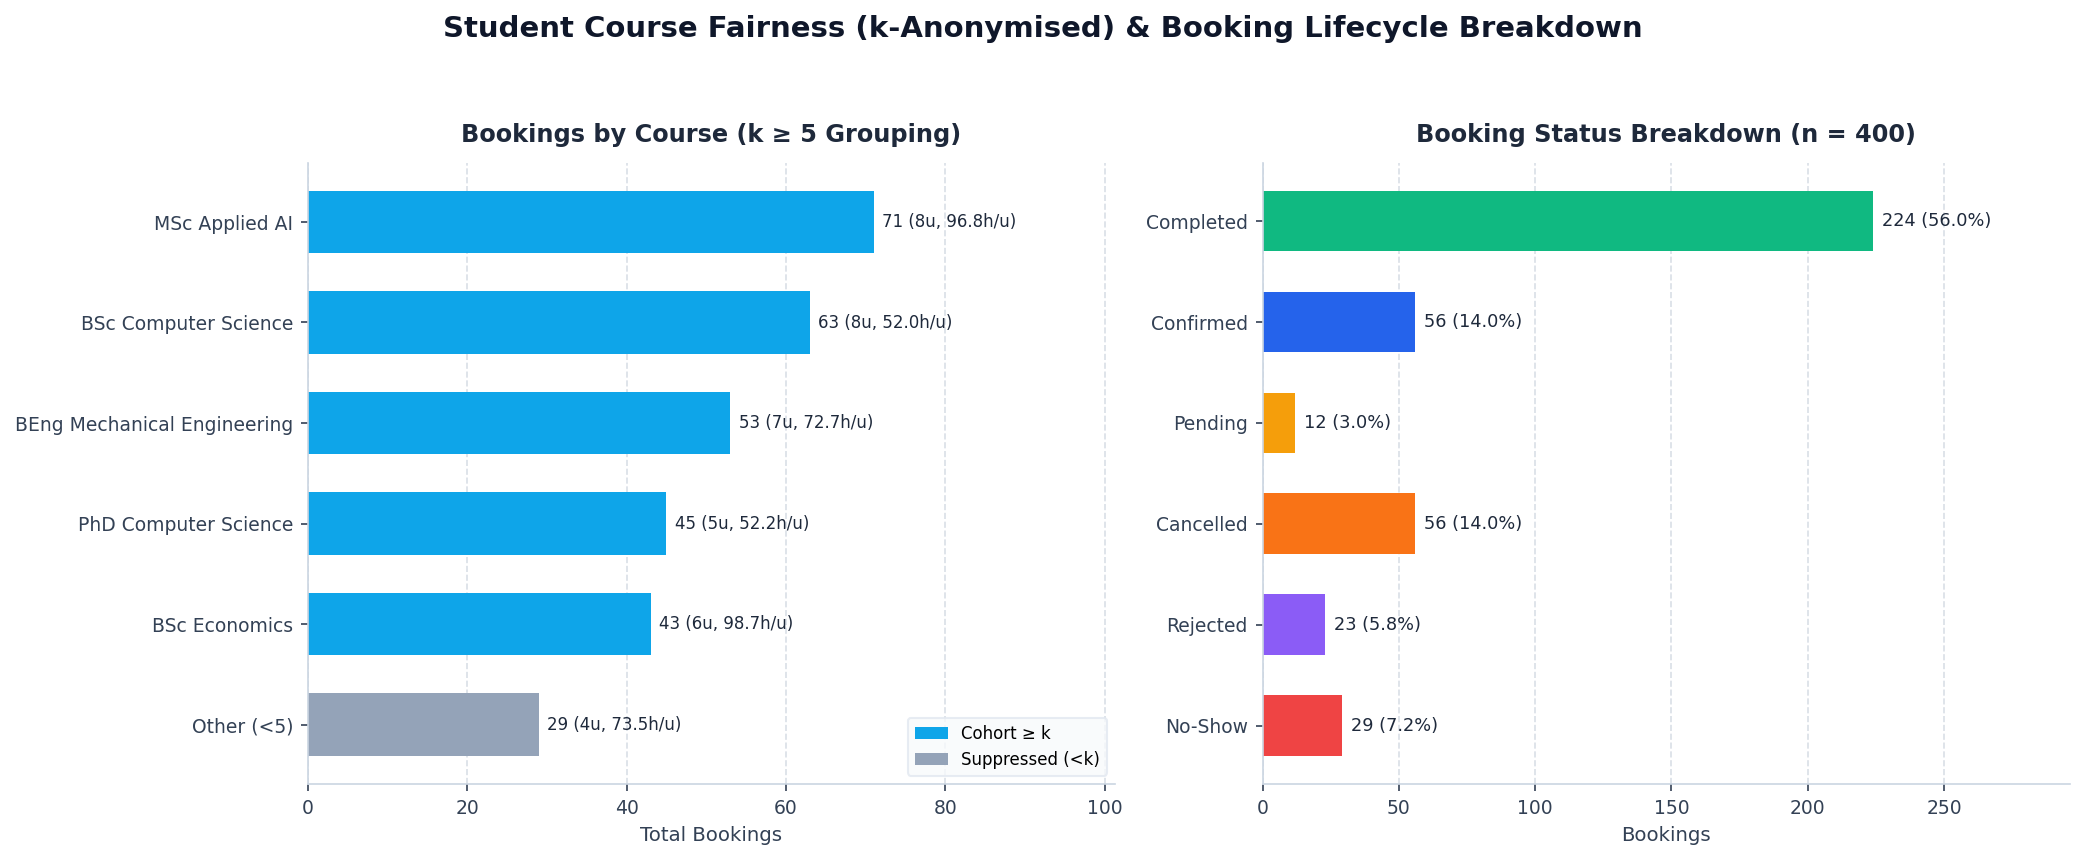 Student Course Fairness (k-Anonymised) & Booking Lifecycle Breakdown
Bookings by Course (k ≥ 5 Grouping)
MSc Applied AI
71 (8u, 96.8h/u)
BSc Computer Science
63 (8u, 52.0h/u)
BEng Mechanical Engineering
53 (7u, 72.7h/u)
PhD Computer Science
45 (5u, 52.2h/u)
BSc Economics
43 (6u, 98.7h/u)
Other (<5)
29 (4u, 73.5h/u)
Cohort ≥ k
Suppressed (<k)
0 20 40 60 80 100
Total Bookings
Booking Status Breakdown (n = 400)
Completed
224 (56.0%)
Confirmed
56 (14.0%)
Pending
12 (3.0%)
Cancelled
56 (14.0%)
Rejected
23 (5.8%)
No-Show
29 (7.2%)
0 50 100 150 200 250
Bookings